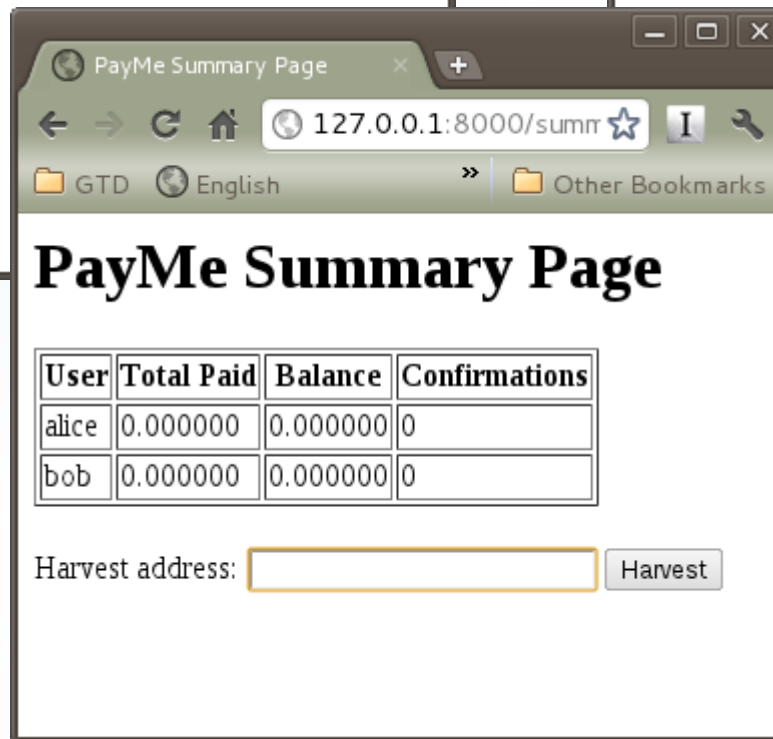 PayMe Summary Page
127.0.0.1:8000/summ
GTD English » Other Bookmarks
PayMe Summary Page
User Total Paid Balance Confirmations
alice 0.000000 0.000000 0
bob 0.000000 0.000000 0
Harvest address: Harvest